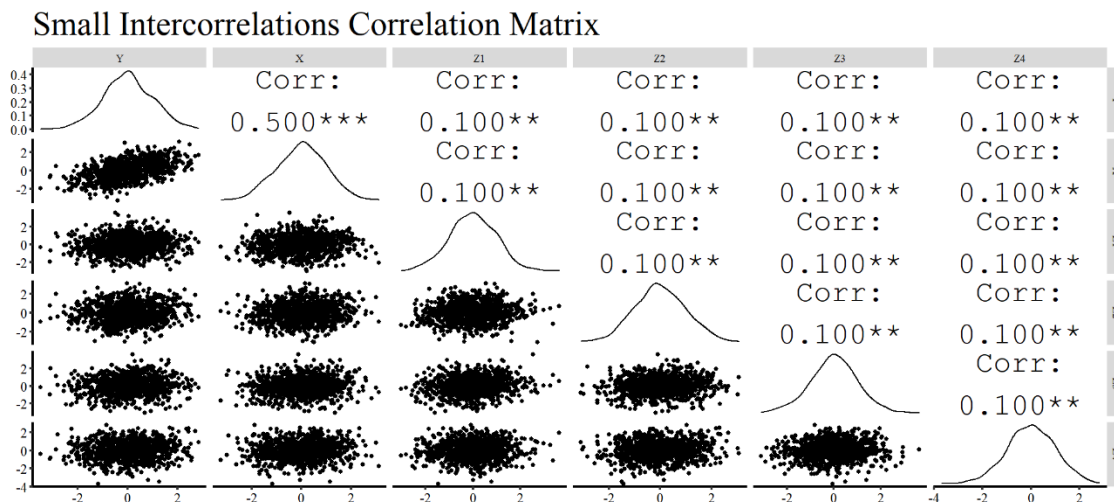 Small Intercorrelations Correlation Matrix
Y X Z1 Z2 Z3 Z4
0.4 Corr: Corr: Corr: Corr: Corr:
0.3
0.2
0.1 0.500*** 0.100** 0.100** 0.100** 0.100**
0.0
2 Corr: Corr: Corr: Corr:
0
-2 0.100** 0.100** 0.100** 0.100**
2 Corr: Corr: Corr:
0
-2 0.100** 0.100** 0.100**
2 Corr: Corr:
0
-2 0.100** 0.100**
2 Corr:
0
-2 0.100**
2
0
-2
-4
-2 0 2 -2 0 2 -2 0 2 -2 0 2 -2 0 2 -4 -2 0 2